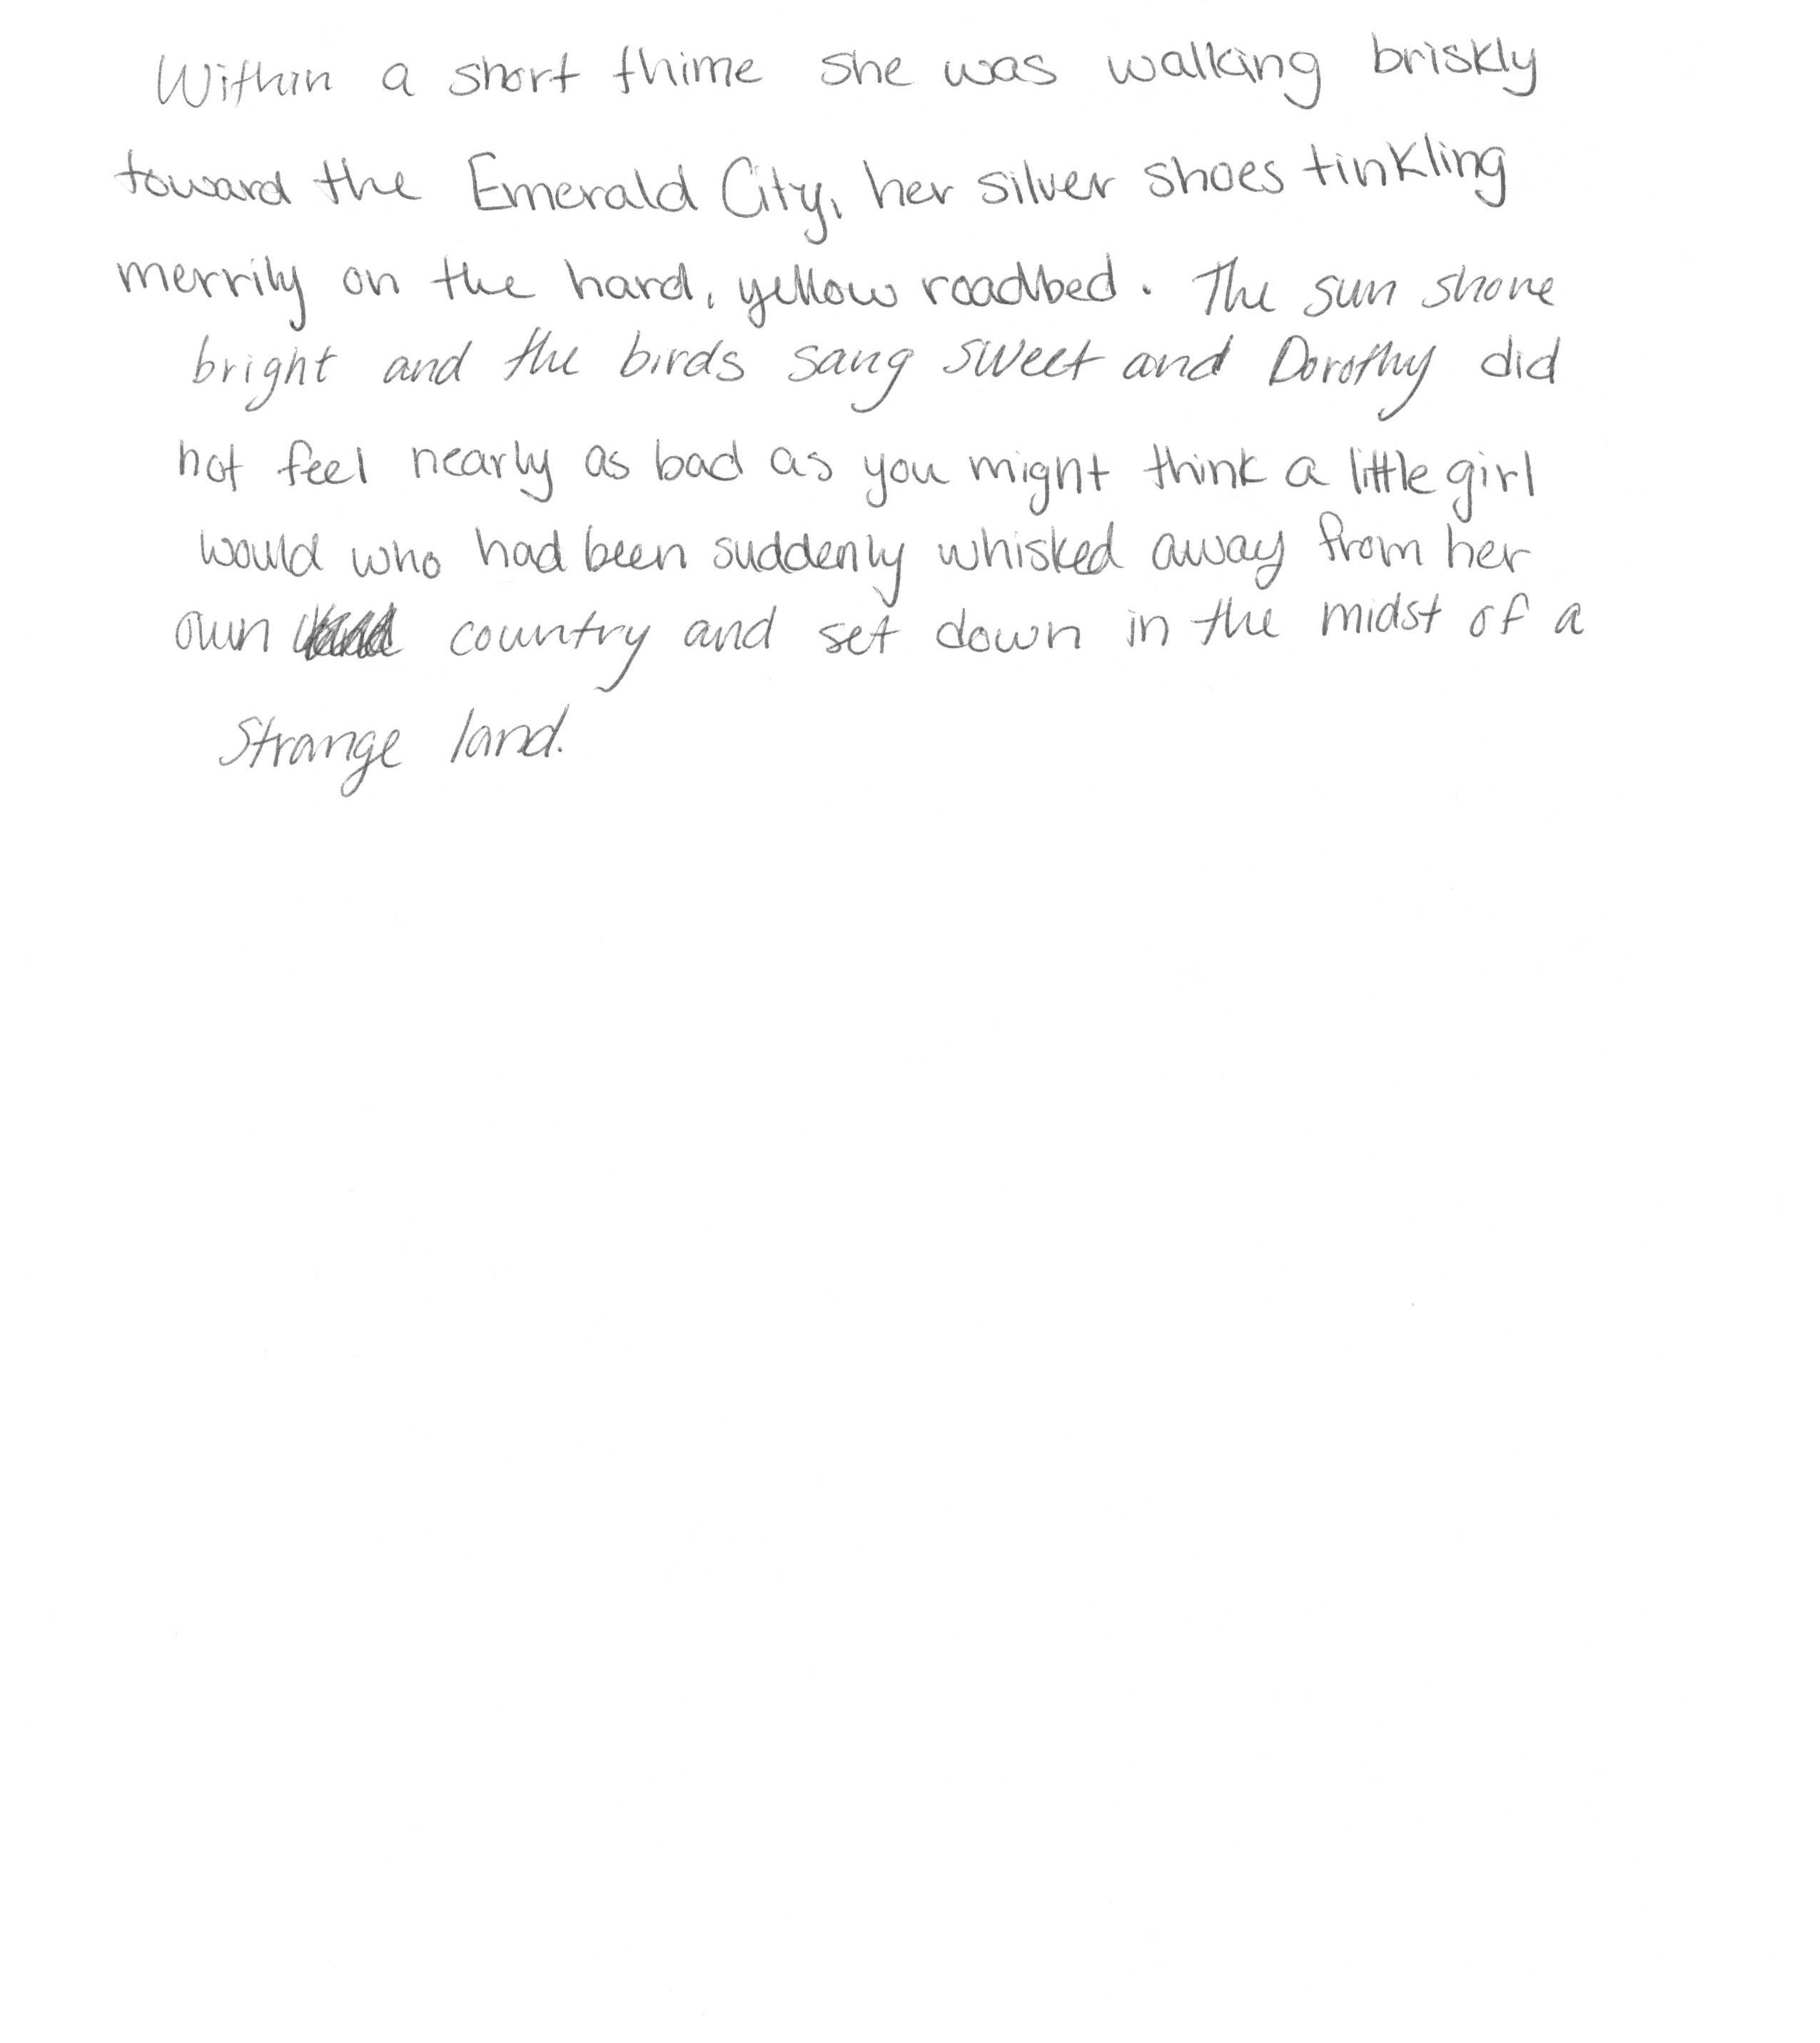 Within a short thime she was walking briskly
toward the Emerald City, her silver shoes tinkling
merrily on the hard, yellow roadbed. The sun shone
bright and the birds sang sweet and Dorothy did
not feel nearly as bad as you might think a little girl
would who had been suddenly whisked away from her
own country and set down in the midst of a
strange land.